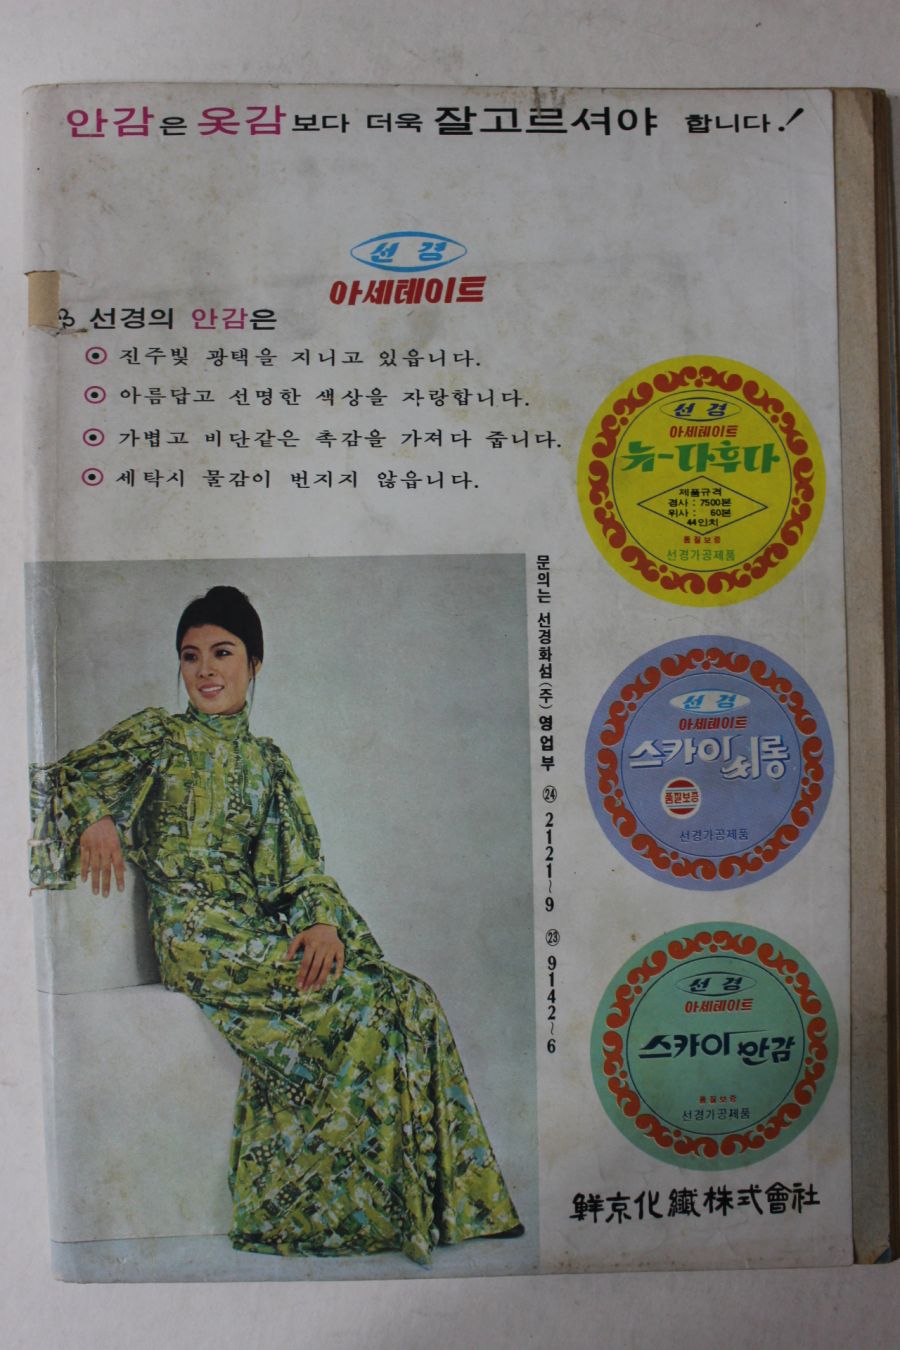 안감은 옷감보다 더욱 잘고르셔야 합니다.!
선경
아세테이트
선경의 안감은
진주빛 광택을 지니고 있읍니다.
아름답고 선명한 색상을 자랑합니다.
가볍고 비단같은 촉감을 가져다 줍니다.
세탁시 물감이 번지지 않읍니다.
선경
아세테이트
뉴-다후다
제품규격
경사 : 7500본
위사 : 60본
44인치
품질보증
선경가공제품
문의는 선경화섬(주) 영업부 ㉔ 2121~9 ㉓ 9142~6
선경
아세테이트
스카이쉬롱
품질보증
선경가공제품
선경
아세테이트
스카이안감
품질보증
선경가공제품
鮮京化纖株式會社